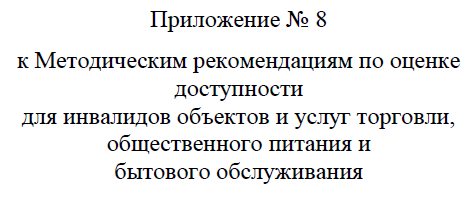 Приложение № 8
к Методическим рекомендациям по оценке
доступности
для инвалидов объектов и услуг торговли,
общественного питания и
бытового обслуживания